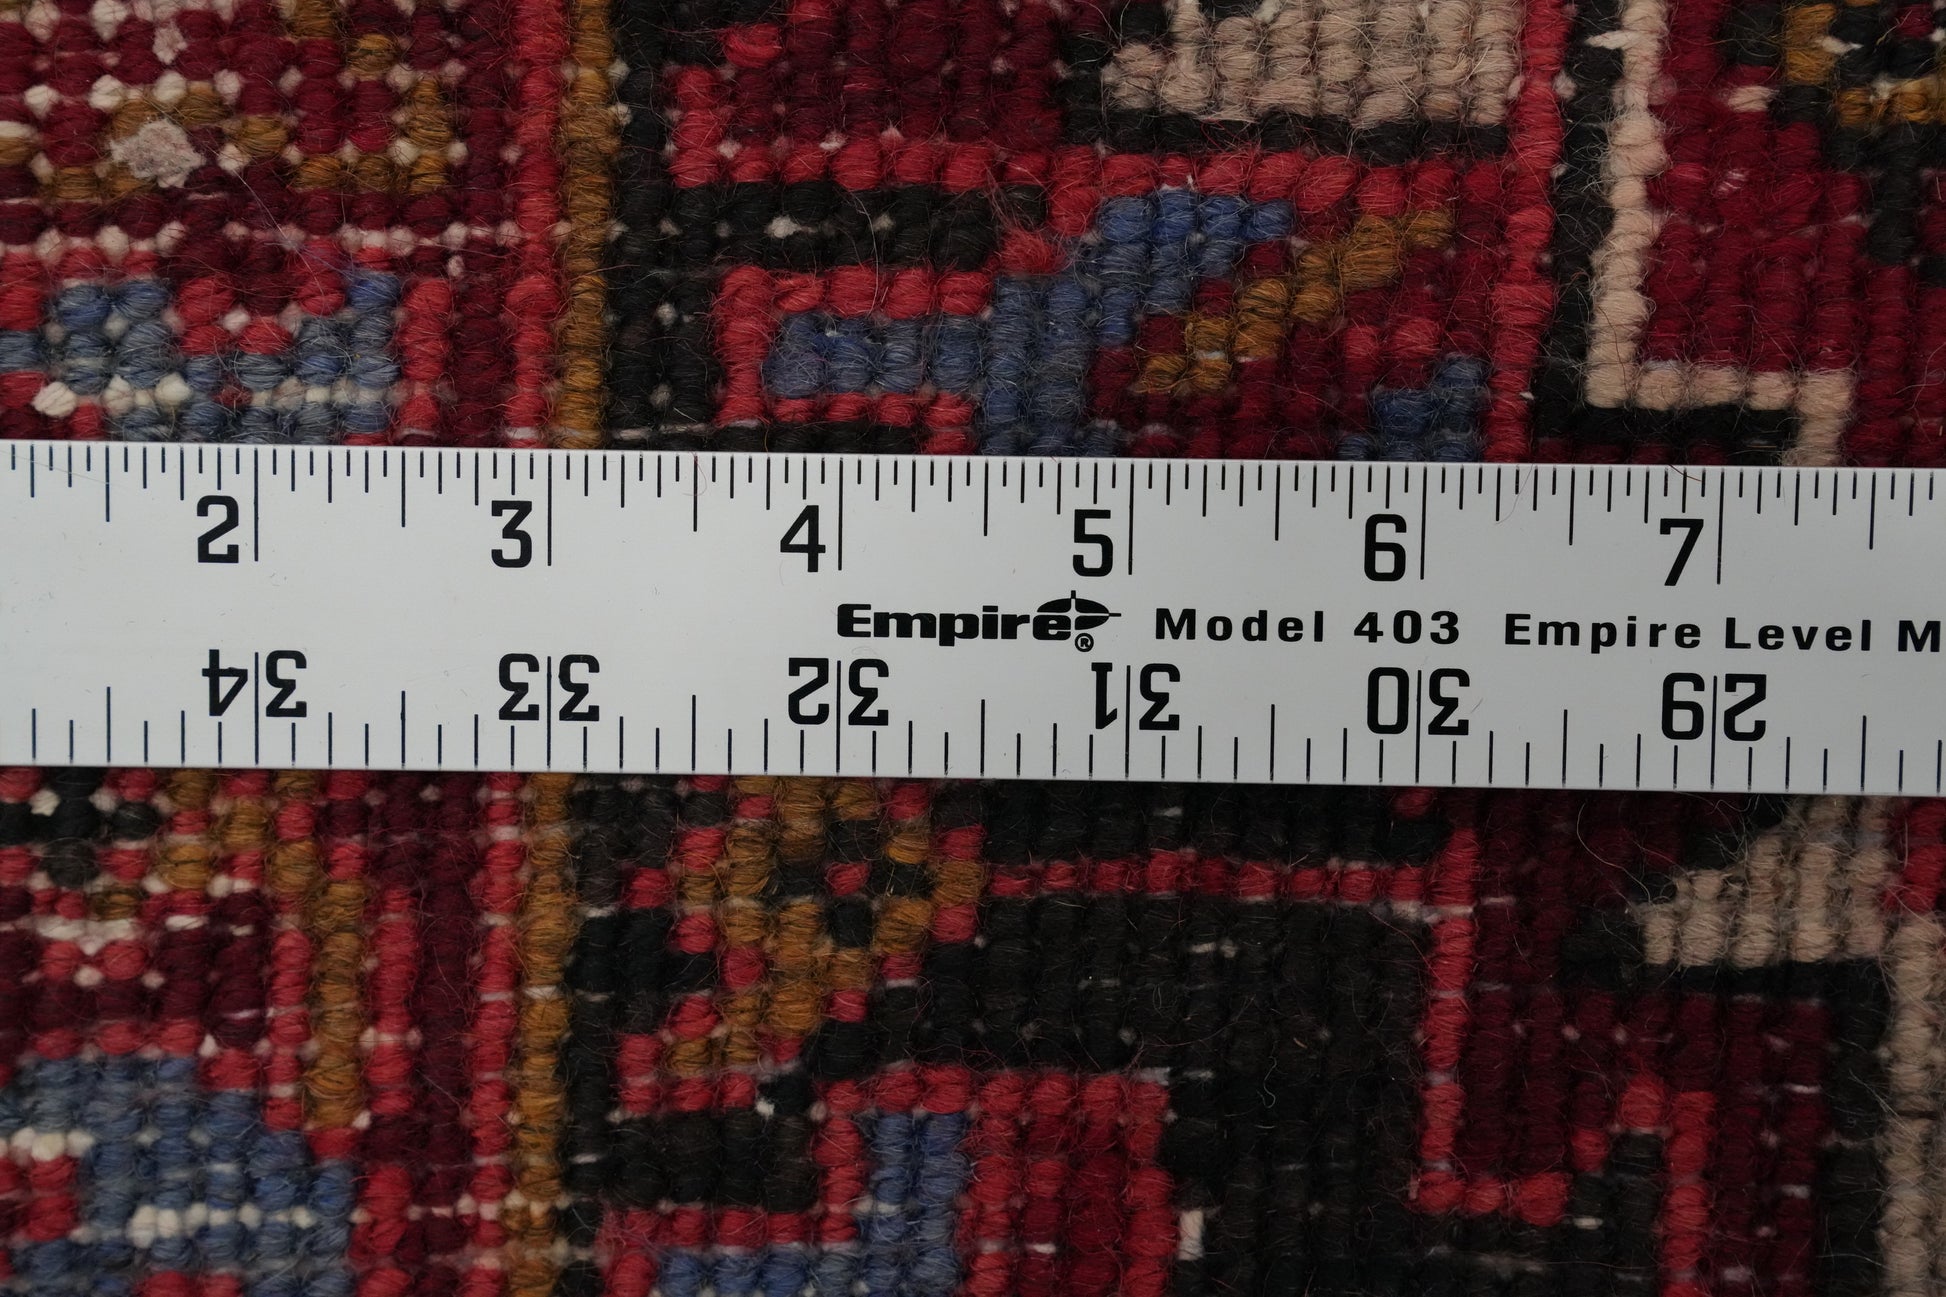 2 3 4 5 6 7
Empire® Model 403 Empire Level M
34 33 32 31 30 29